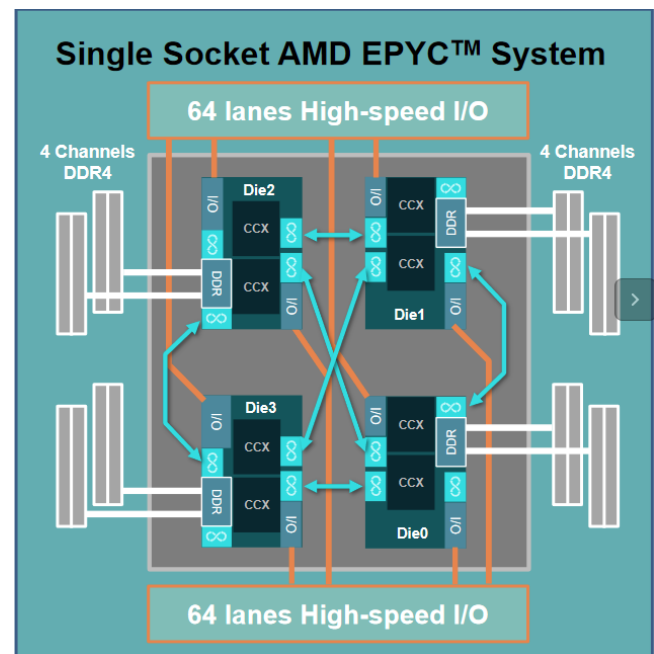 Single Socket AMD EPYC™ System
64 lanes High-speed I/O
4 Channels
DDR4
4 Channels
DDR4
I/O
Die2
CCX
CCX
DDR
I/O
I/O
CCX
CCX
DDR
Die1
I/O
I/O
Die3
CCX
CCX
DDR
I/O
I/O
CCX
CCX
DDR
Die0
I/O
64 lanes High-speed I/O